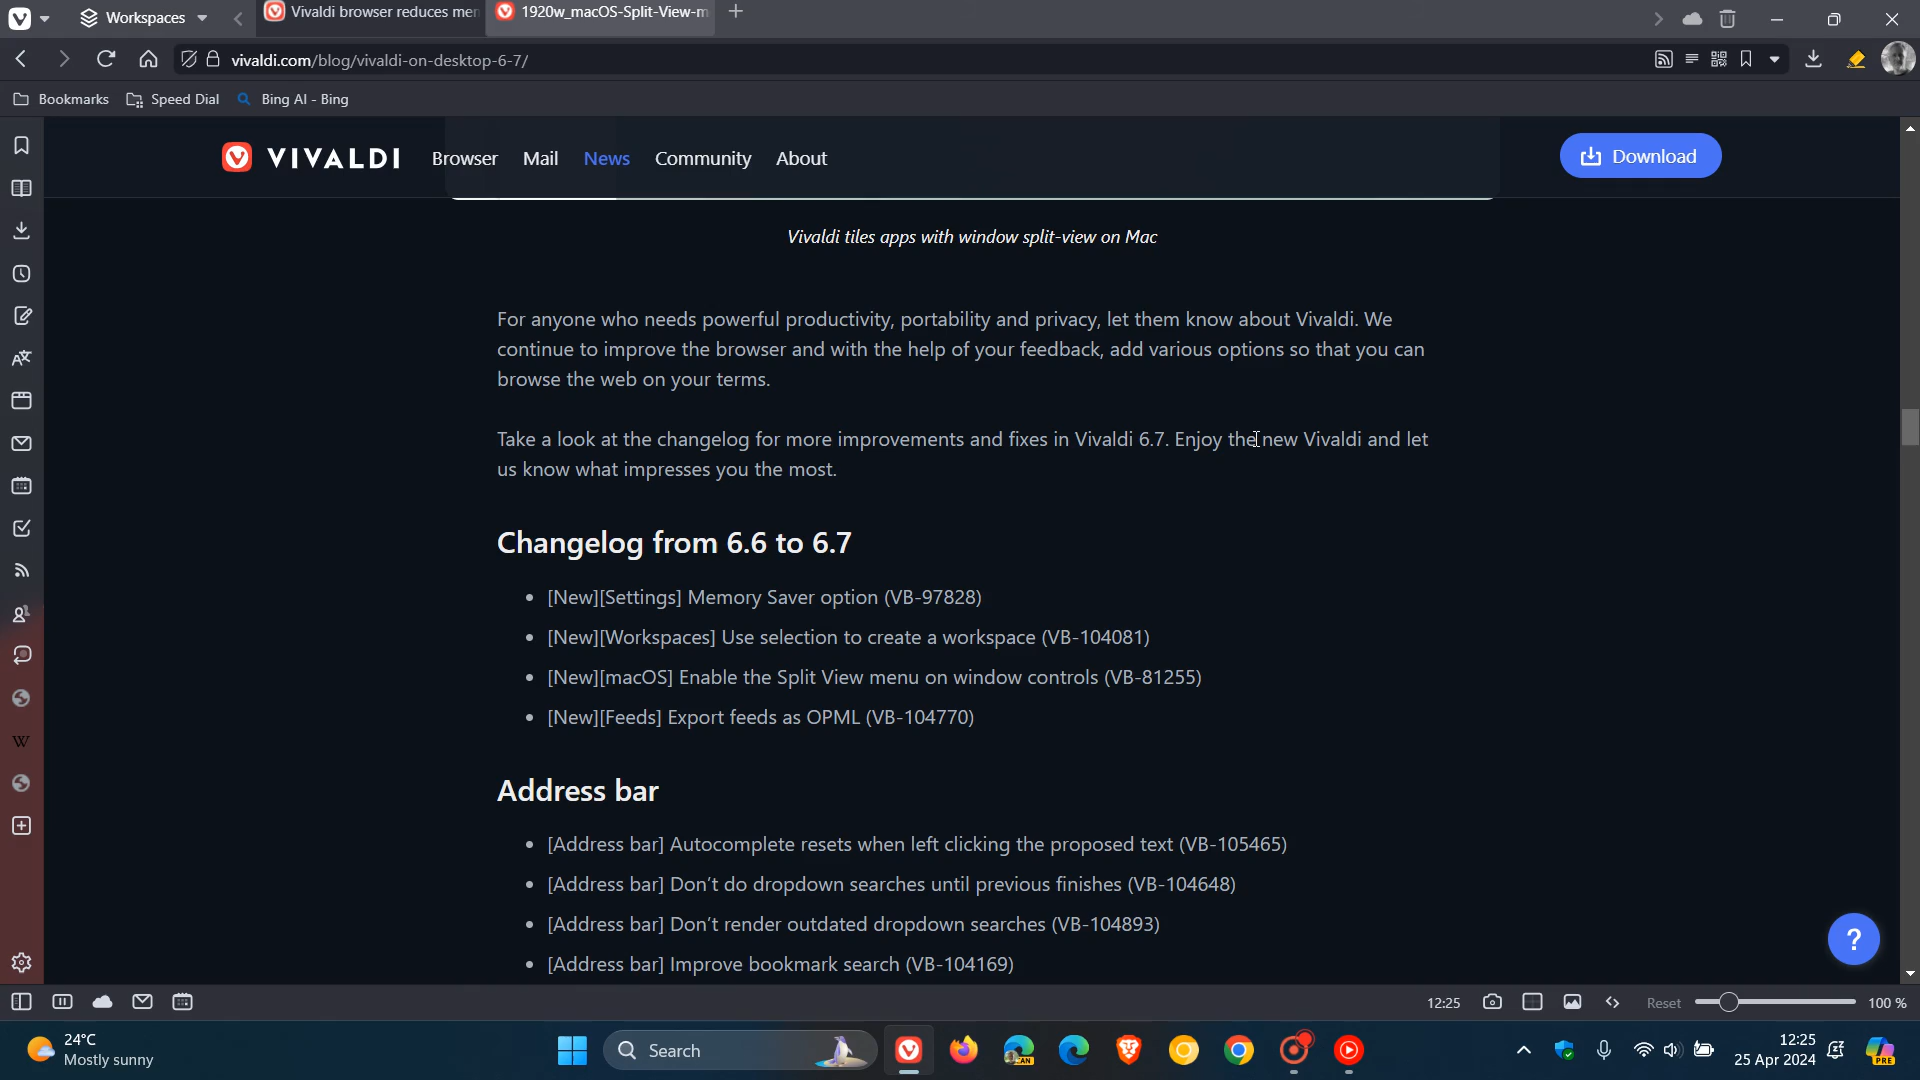 Workspaces
Vivaldi browser reduces mem
1920w_macOS-Split-View-m
vivaldi.com/blog/vivaldi-on-desktop-6-7/
Bookmarks
Speed Dial
Bing AI - Bing
VIVALDI
Browser
Mail
News
Community
About
Download
Vivaldi tiles apps with window split-view on Mac
For anyone who needs powerful productivity, portability and privacy, let them know about Vivaldi. We
continue to improve the browser and with the help of your feedback, add various options so that you can
browse the web on your terms.
Take a look at the changelog for more improvements and fixes in Vivaldi 6.7. Enjoy the new Vivaldi and let
us know what impresses you the most.
Changelog from 6.6 to 6.7
• [New][Settings] Memory Saver option (VB-97828)
• [New][Workspaces] Use selection to create a workspace (VB-104081)
• [New][macOS] Enable the Split View menu on window controls (VB-81255)
• [New][Feeds] Export feeds as OPML (VB-104770)
Address bar
• [Address bar] Autocomplete resets when left clicking the proposed text (VB-105465)
• [Address bar] Don’t do dropdown searches until previous finishes (VB-104648)
• [Address bar] Don’t render outdated dropdown searches (VB-104893)
• [Address bar] Improve bookmark search (VB-104169)
W
?
12:25
Reset
100 %
24°C
Mostly sunny
Search
CAN
12:25
25 Apr 2024
PRE